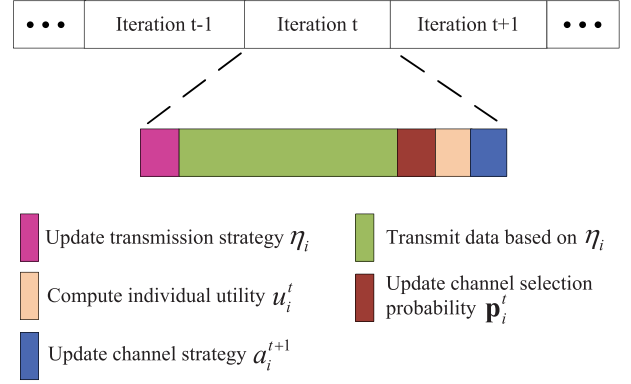 ••• Iteration t-1 Iteration t Iteration t+1 •••
Update transmission strategy η_i
Transmit data based on η_i
Compute individual utility u_i^t
Update channel selection
probability p_i^t
Update channel strategy a_i^{t+1}